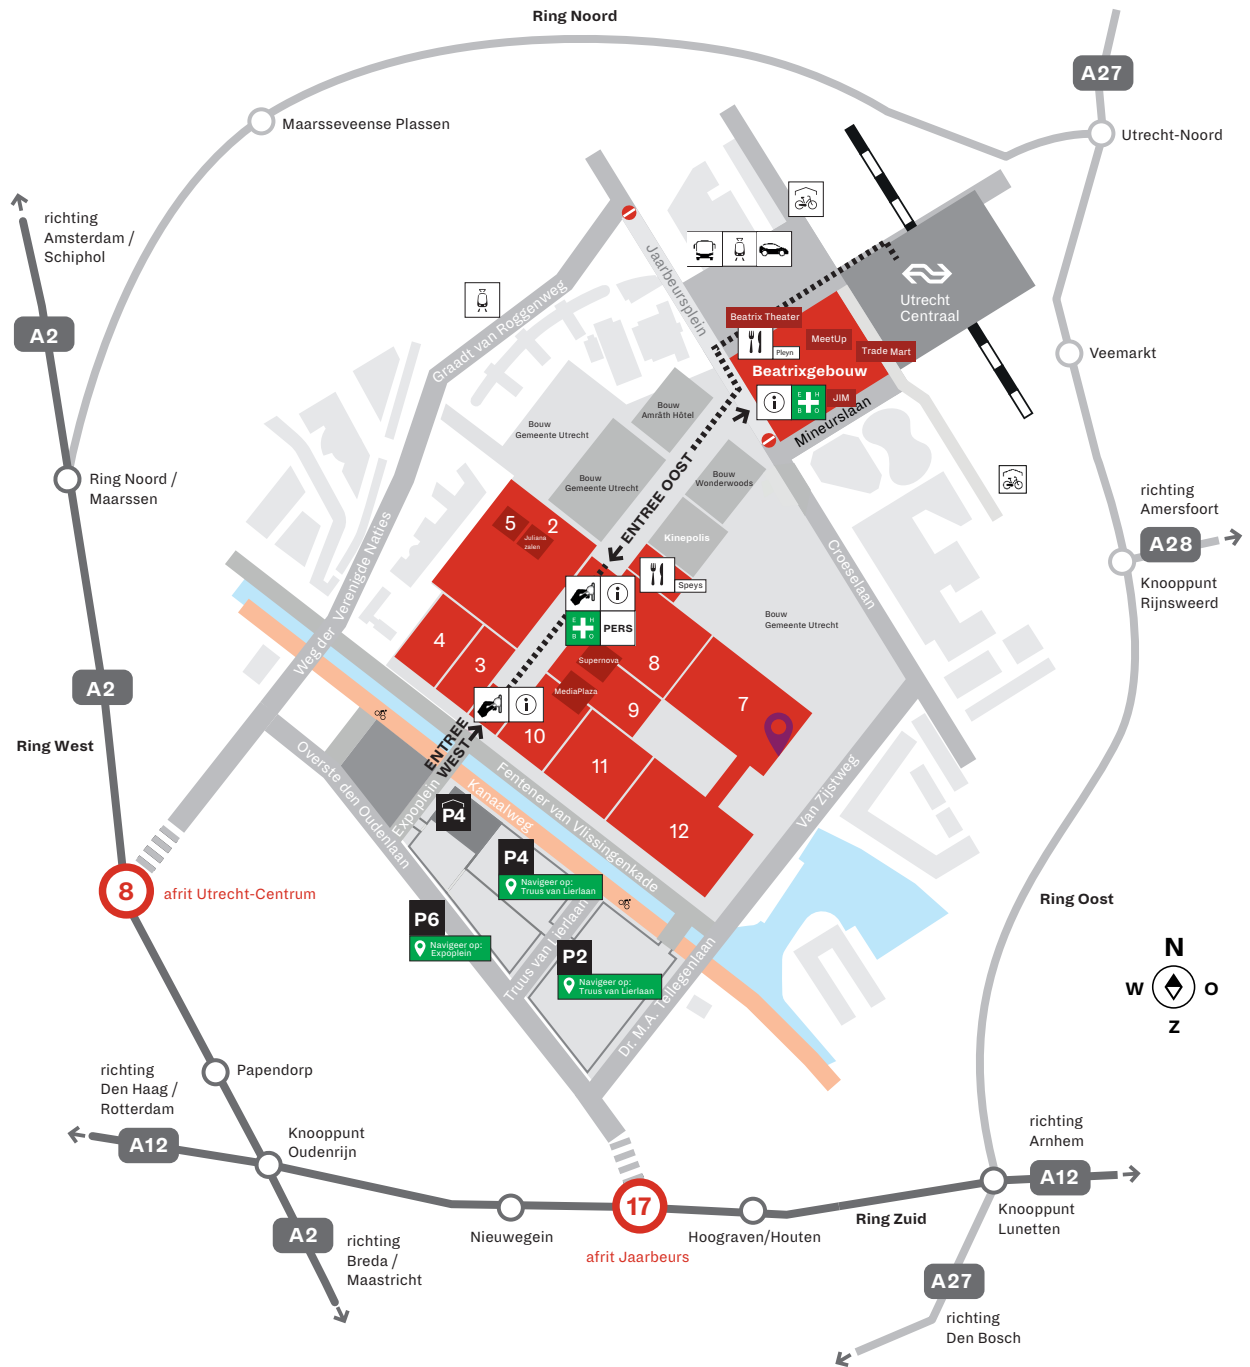 Ring Noord
A27
Maarsseveense Plassen
Utrecht-Noord
richting
Amsterdam /
Schiphol
A2
Jaarbeursplein
Graadt van Roggenweg
Utrecht
Centraal
Beatrix Theater
MeetUp
Trade Mart
Pleyn
Beatrixgebouw
i
E H
B O
JIM
Mineurslaan
Veemarkt
Bouw
Amrâth Hôtel
Bouw
Gemeente Utrecht
Bouw
Gemeente Utrecht
Bouw
Wonderwoods
ENTREE OOST
Kinepolis
Ring Noord /
Maarssen
richting
Amersfoort
A28
Knooppunt
Rijnsweerd
5
2
Juliana
zalen
Speys
i
E H
B O
PERS
Croeselaan
Bouw
Gemeente Utrecht
Weg der Verenigde Naties
4
3
Supernova
8
MediaPlaza
7
9
i
10
11
12
A2
Ring West
ENTREE
WEST
Overste den Oudenlaan
Expoplein
Fentener van Vlissingenkade
Kanaalweg
Van Zijstweg
P4
P4
Navigeer op:
Truus van Lierlaan
8
afrit Utrecht-Centrum
P6
Navigeer op:
Expoplein
Truus van Lierlaan
P2
Navigeer op:
Truus van Lierlaan
Dr. M.A. Tellegenlaan
Ring Oost
N
W
O
Z
Papendorp
richting
Den Haag /
Rotterdam
A12
Knooppunt
Oudenrijn
A2
richting
Breda /
Maastricht
Nieuwegein
17
afrit Jaarbeurs
Hoograven/Houten
Ring Zuid
richting
Arnhem
A12
Knooppunt
Lunetten
A27
richting
Den Bosch